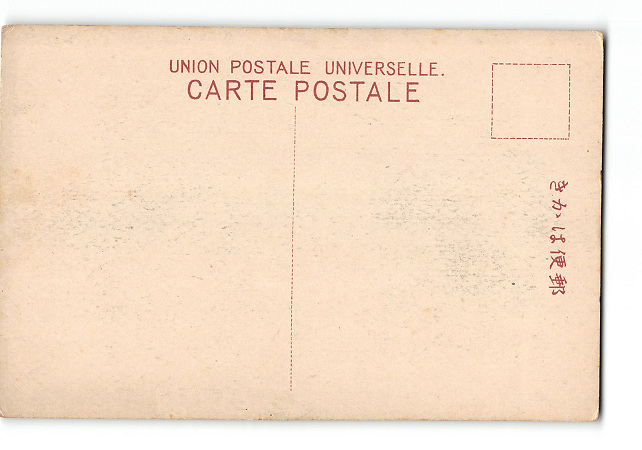 UNION POSTALE UNIVERSELLE.
CARTE POSTALE
きかは便郵